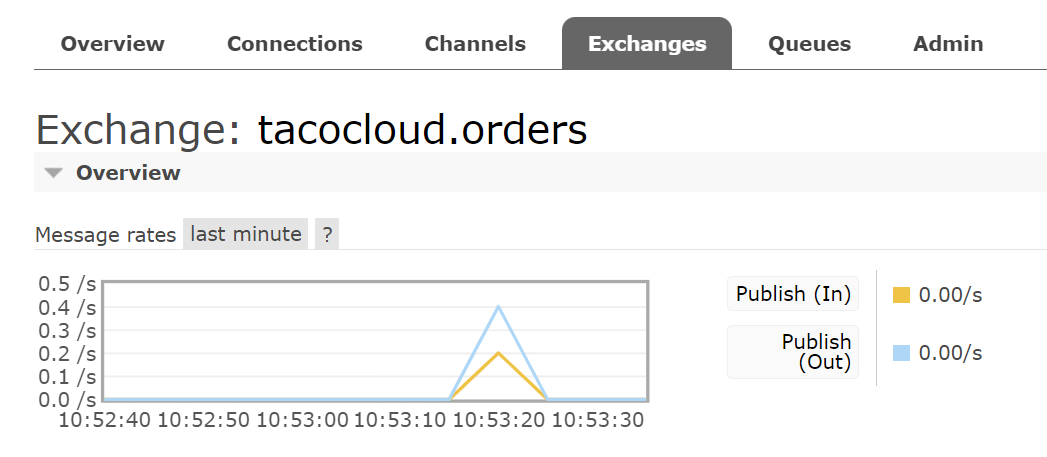 Overview Connections Channels Exchanges Queues Admin
Exchange: tacocloud.orders
Overview
Message rates last minute ?
0.5 /s
0.4 /s
0.3 /s
0.2 /s
0.1 /s
0.0 /s
10:52:40 10:52:50 10:53:00 10:53:10 10:53:20 10:53:30
Publish (In) 0.00/s
Publish
(Out) 0.00/s